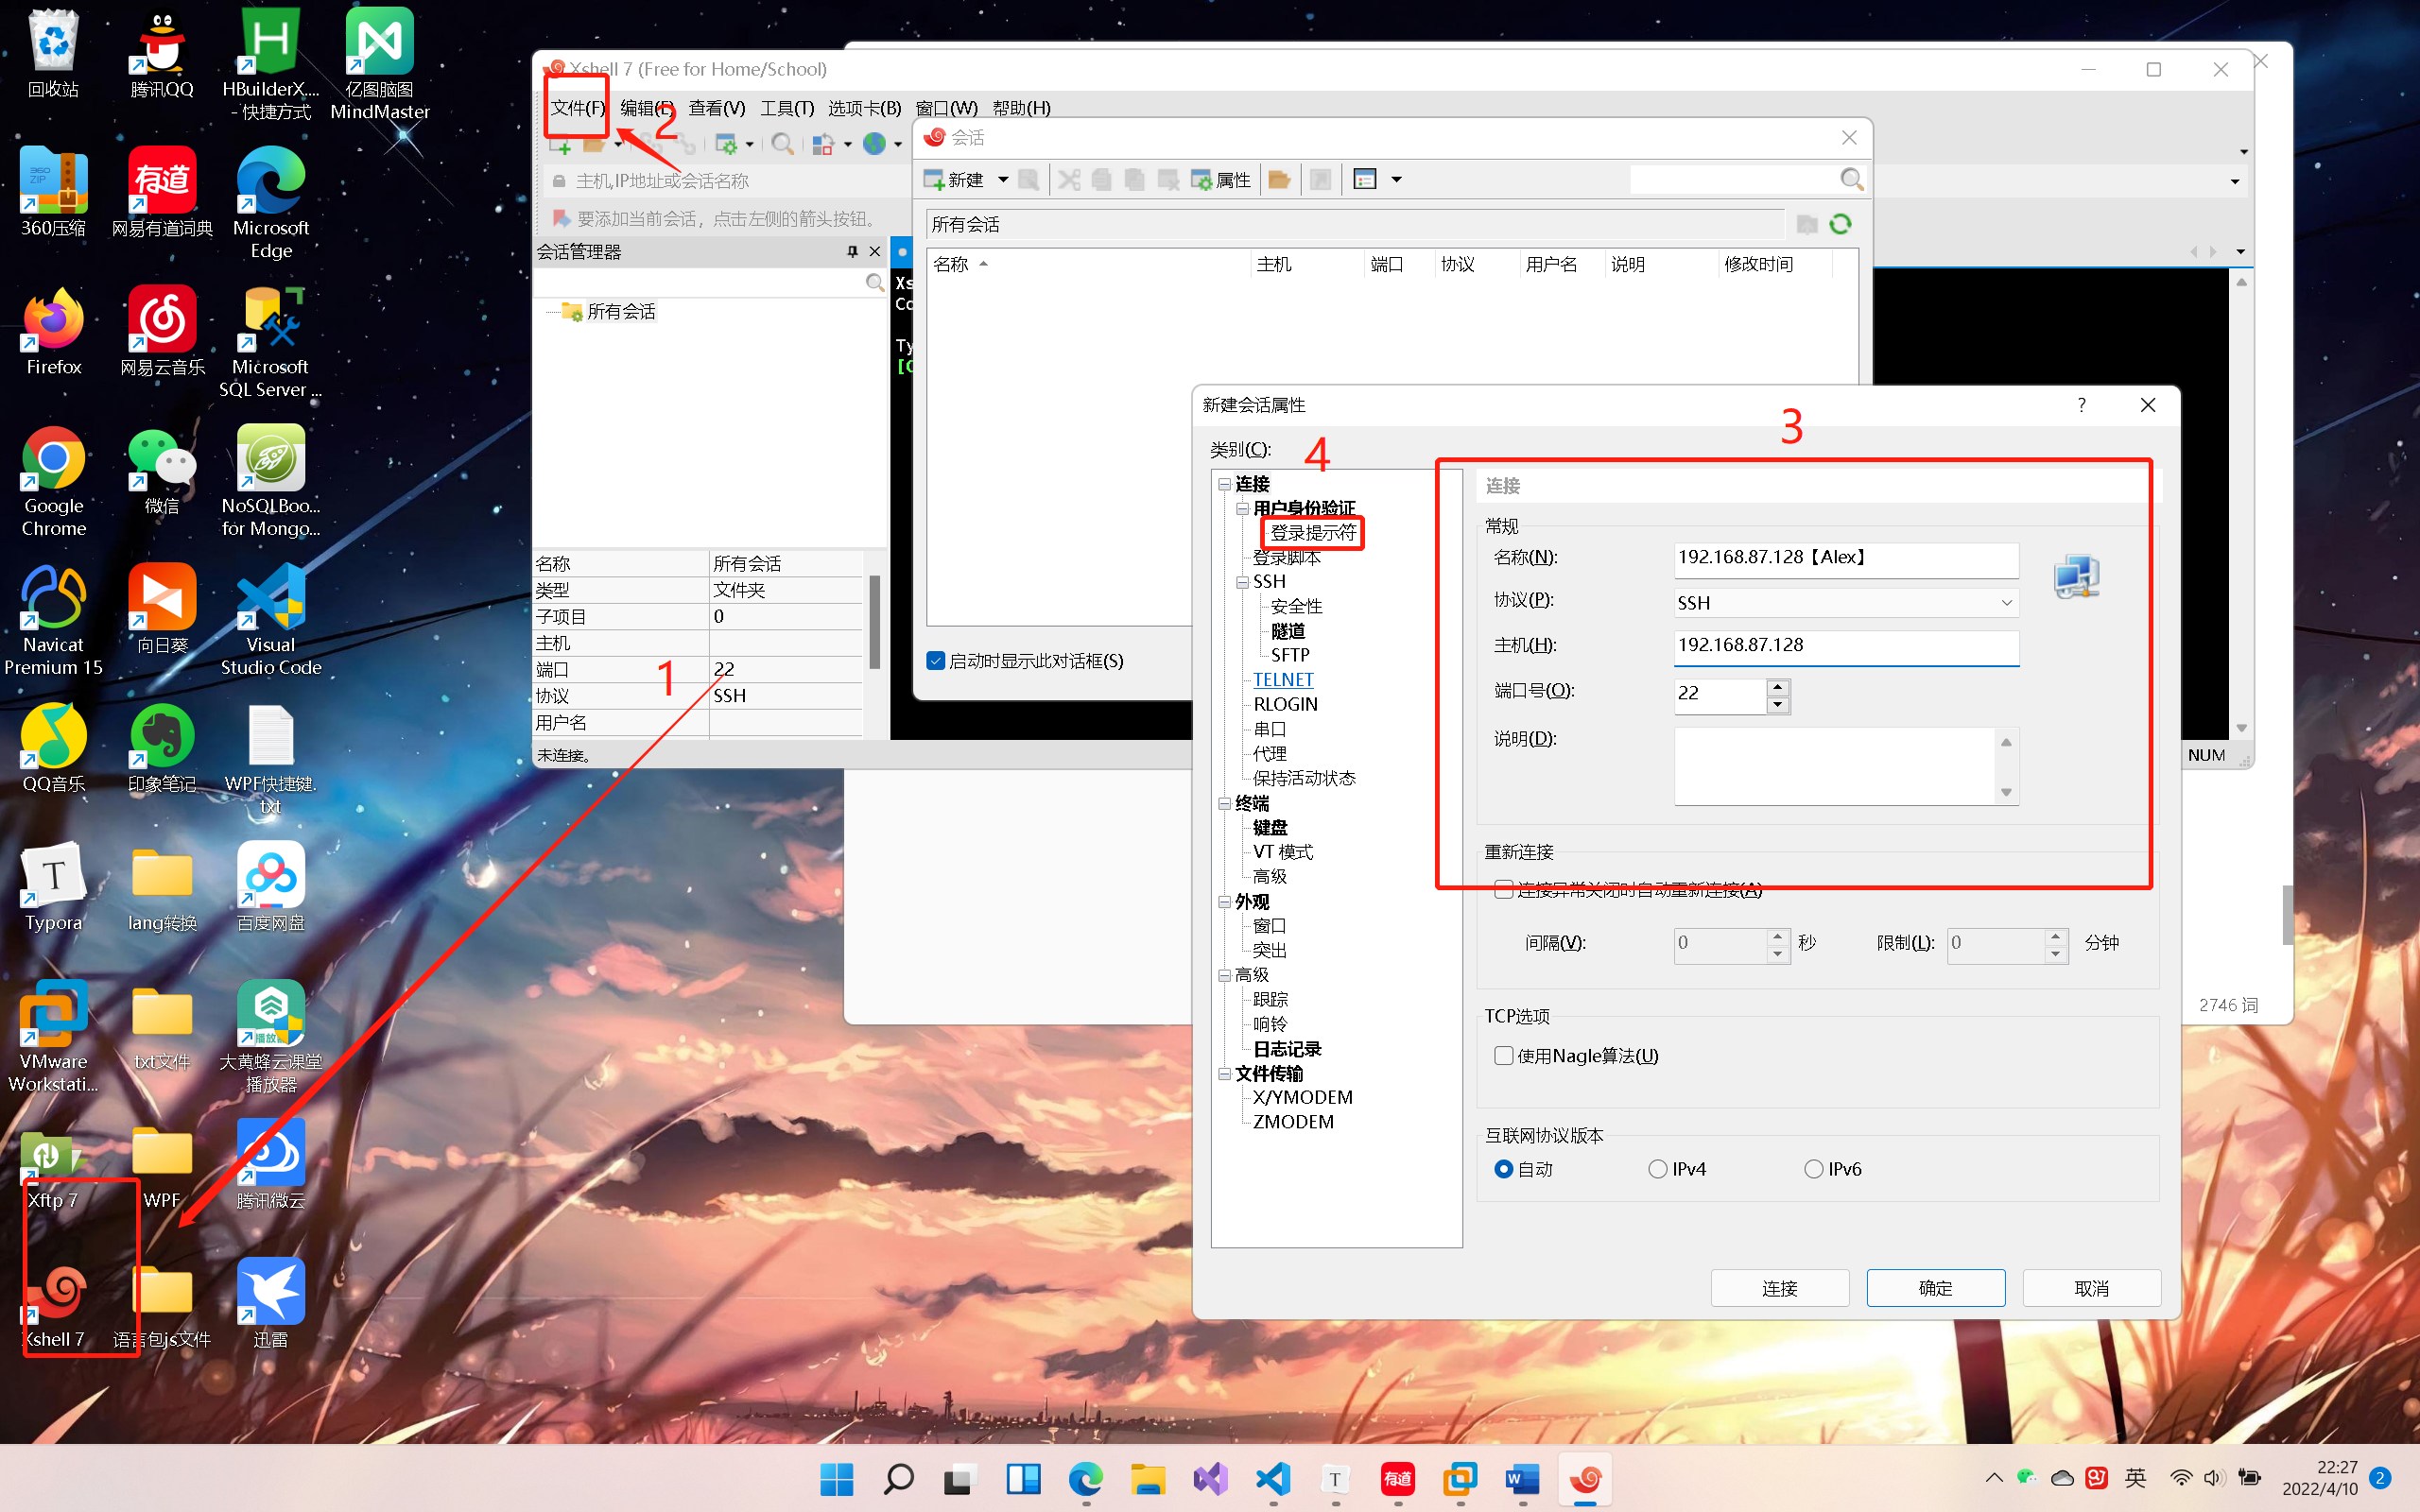 回收站
腾讯QQ
HBuilderX....
- 快捷方式
亿图脑图
MindMaster
360压缩
网易有道词典
Microsoft
Edge
Firefox
网易云音乐
Microsoft
SQL Server ...
Google
Chrome
微信
NoSQLBoo...
for Mongo...
Navicat
Premium 15
向日葵
Visual
Studio Code
QQ音乐
印象笔记
WPF快捷键.
txt
Typora
lang转换
百度网盘
VMware
Workstati...
txt文件
大黄蜂云课堂
播放器
Xftp 7
WPF
腾讯微云
Xshell 7
语言包js文件
迅雷
Xshell 7 (Free for Home/School)
文件(F) 编辑(E) 查看(V) 工具(T) 选项卡(B) 窗口(W) 帮助(H)
2
主机,IP地址或会话名称
要添加当前会话，点击左侧的箭头按钮。
会话管理器
所有会话
名称 所有会话
类型 文件夹
子项目 0
主机
端口 22
协议 SSH
用户名
1
未连接。
Xs
Co
Ty
[C
会话
新建 属性
所有会话
名称 主机 端口 协议 用户名 说明 修改时间
启动时显示此对话框(S)
新建会话属性
?
类别(C):
4
3
连接
用户身份验证
登录提示符
登录脚本
SSH
安全性
隧道
SFTP
TELNET
RLOGIN
串口
代理
保持活动状态
终端
键盘
VT 模式
高级
外观
窗口
突出
高级
跟踪
响铃
日志记录
文件传输
X/YMODEM
ZMODEM
连接
常规
名称(N): 192.168.87.128【Alex】
协议(P): SSH
主机(H): 192.168.87.128
端口号(O): 22
说明(D):
重新连接
连接异常关闭时自动重新连接(A)
间隔(V): 0 秒 限制(L): 0 分钟
TCP选项
使用Nagle算法(U)
互联网协议版本
自动 IPv4 IPv6
连接 确定 取消
NUM
2746 词
英
22:27
2022/4/10
2